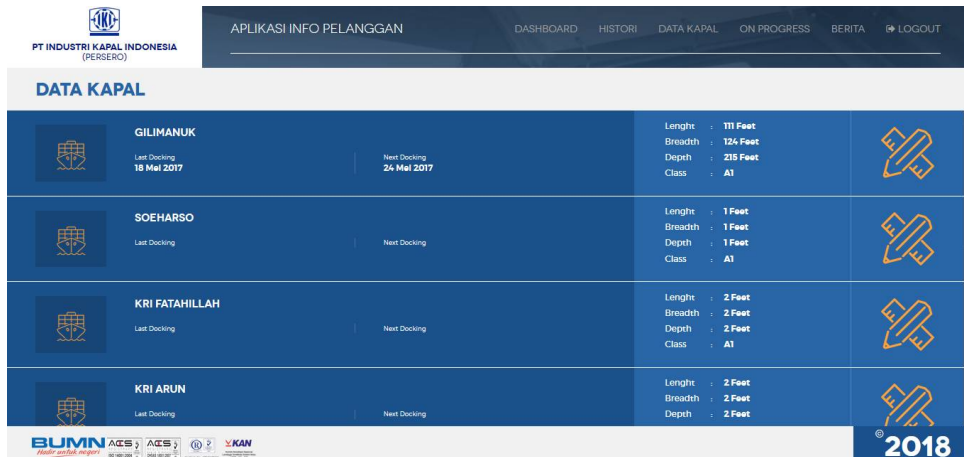 IKI
PT INDUSTRI KAPAL INDONESIA
(PERSERO)
APLIKASI INFO PELANGGAN
DASHBOARD HISTORI DATA KAPAL ON PROGRESS BERITA LOGOUT
DATA KAPAL
GILIMANUK
Last Docking
18 Mei 2017
Next Docking
24 Mei 2017
Lenght : 111 Feet
Breadth : 124 Feet
Depth : 215 Feet
Class : A1
SOEHARSO
Last Docking
Next Docking
Lenght : 1 Feet
Breadth : 1 Feet
Depth : 1 Feet
Class : A1
KRI FATAHILLAH
Last Docking
Next Docking
Lenght : 2 Feet
Breadth : 2 Feet
Depth : 2 Feet
Class : A1
KRI ARUN
Last Docking
Next Docking
Lenght : 2 Feet
Breadth : 2 Feet
Depth : 2 Feet
BUMN
Hadir untuk negeri
ACS
ACS
KAN
© 2018